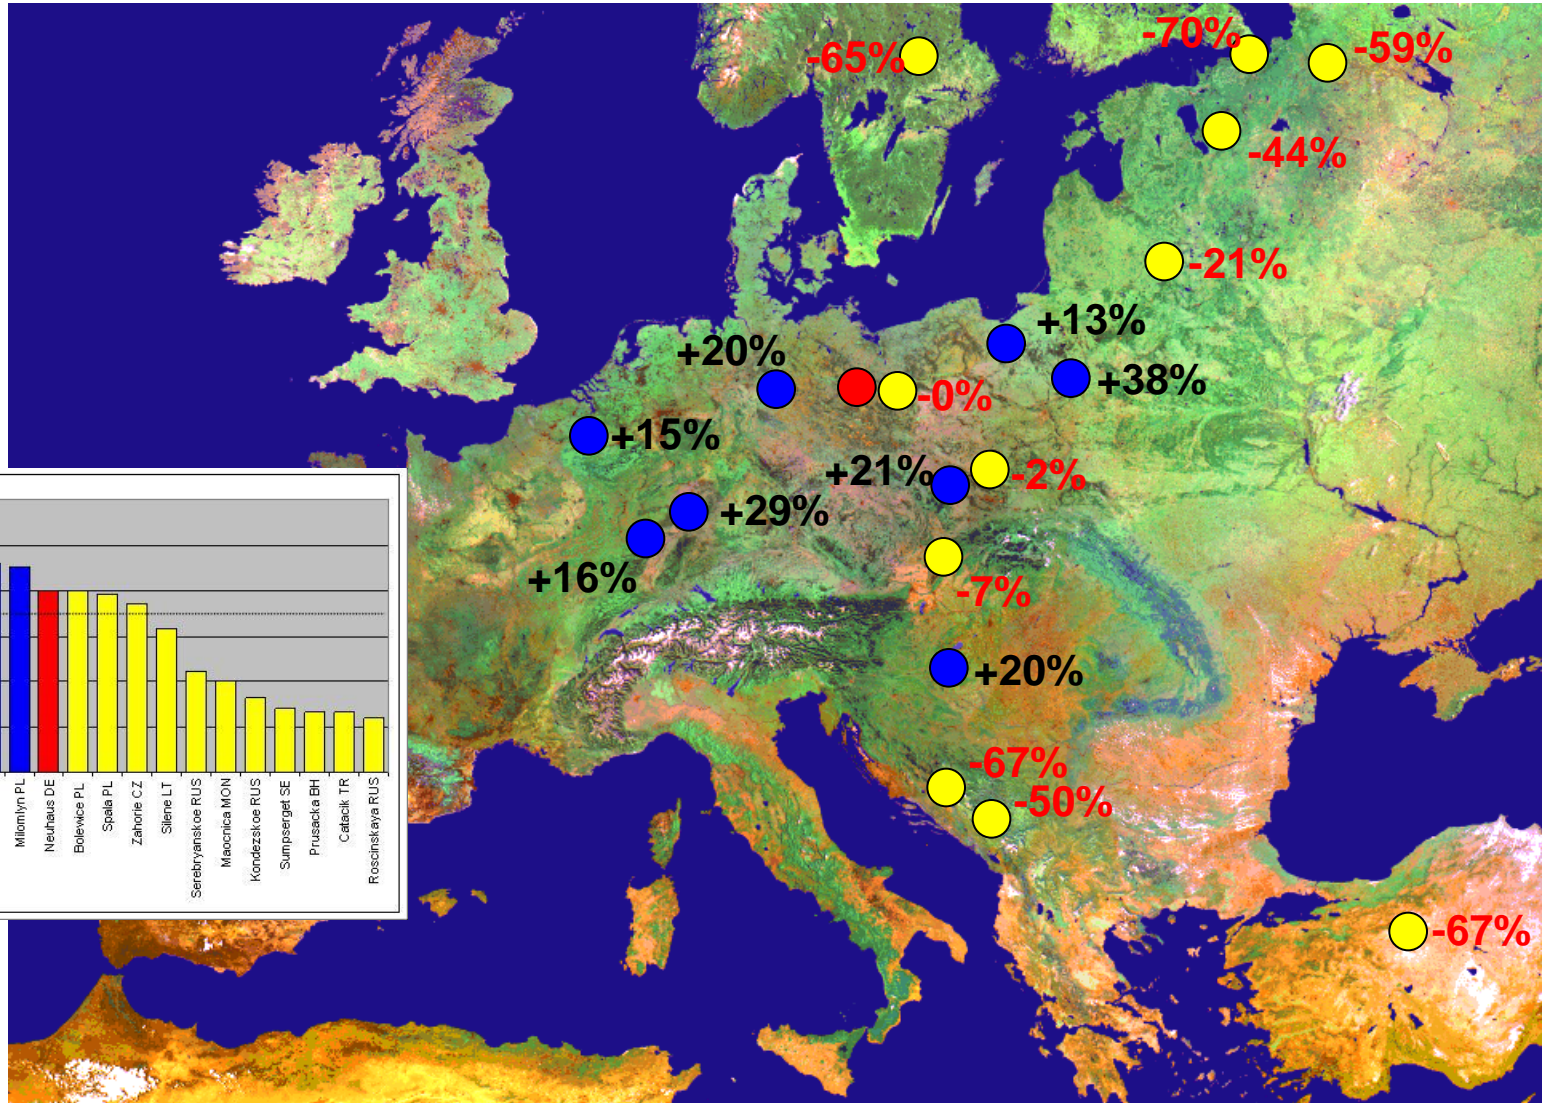 -65%
-70%
-59%
-44%
-21%
+13%
+20%
+38%
-0%
+15%
+21%
-2%
+29%
+16%
-7%
+20%
-67%
-50%
-67%
Milomlyn PL
Neuhaus DE
Bolewice PL
Spala PL
Zahorie CZ
Silene LT
Serebryanskoe RUS
Maocnica MON
Kondezskoe RUS
Sumpserget SE
Prusacka BH
Catacik TR
Roscinskaya RUS